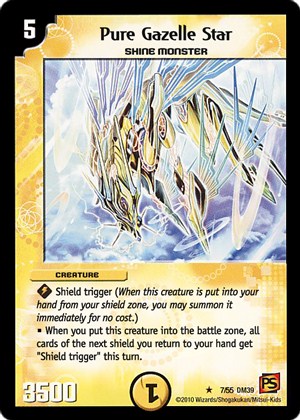 5
Pure Gazelle Star
SHINE MONSTER
CREATURE
Shield trigger (When this creature is put into your
hand from your shield zone, you may summon it
immediately for no cost.)
■ When you put this creature into the battle zone, all
cards of the next shield you return to your hand get
"Shield trigger" this turn.
3500
★ 7/55 DM39
©2010 Wizards/Shogakukan/Mitsui-Kids
PS